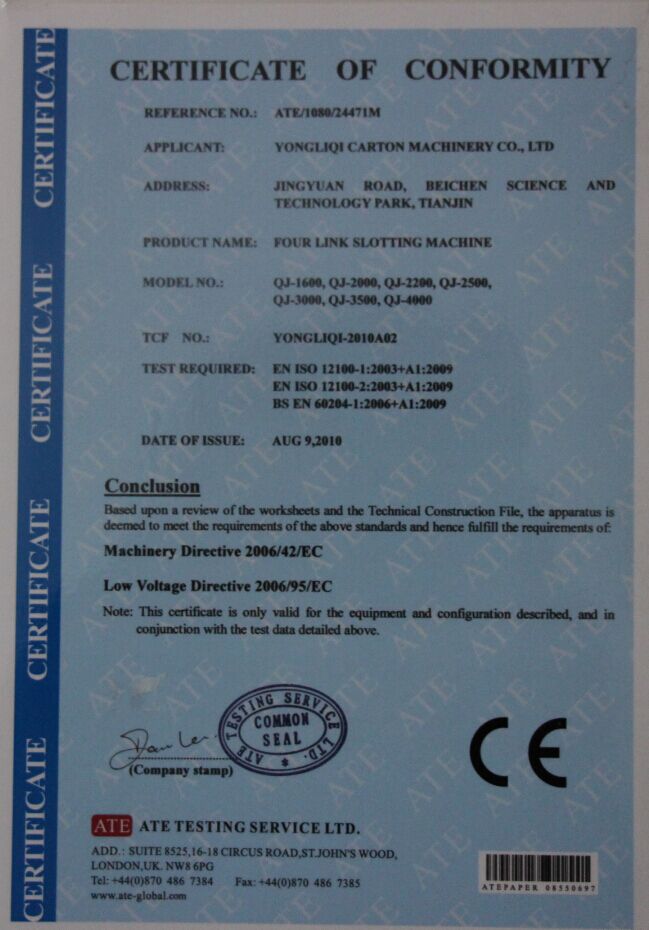 CERTIFICATE OF CONFORMITY
REFERENCE NO.: ATE/1080/24471M
APPLICANT: YONGLIQI CARTON MACHINERY CO., LTD
ADDRESS: JINGYUAN ROAD, BEICHEN SCIENCE AND
TECHNOLOGY PARK, TIANJIN
PRODUCT NAME: FOUR LINK SLOTTING MACHINE
MODEL NO.: QJ-1600, QJ-2000, QJ-2200, QJ-2500,
QJ-3000, QJ-3500, QJ-4000
TCF NO.: YONGLIQI-2010A02
TEST REQUIRED: EN ISO 12100-1:2003+A1:2009
EN ISO 12100-2:2003+A1:2009
BS EN 60204-1:2006+A1:2009
DATE OF ISSUE: AUG 9,2010
Conclusion
Based upon a review of the worksheets and the Technical Construction File, the apparatus is
deemed to meet the requirements of the above standards and hence fulfill the requirements of:
Machinery Directive 2006/42/EC
Low Voltage Directive 2006/95/EC
Note: This certificate is only valid for the equipment and configuration described, and in
conjunction with the test data detailed above.
ATE TESTING SERVICE LTD.
COMMON
SEAL
*
(Company stamp)
CE
ATE ATE TESTING SERVICE LTD.
ADD.: SUITE 8525,16-18 CIRCUS ROAD,ST.JOHN'S WOOD,
LONDON,UK. NW8 6PG
Tel: +44(0)870 486 7384 Fax: +44(0)870 486 7385
www.ate-global.com
ATEPAPER 08550697
CERTIFICATE
CERTIFICATE
CERTIFICATE
CERTIFICATE